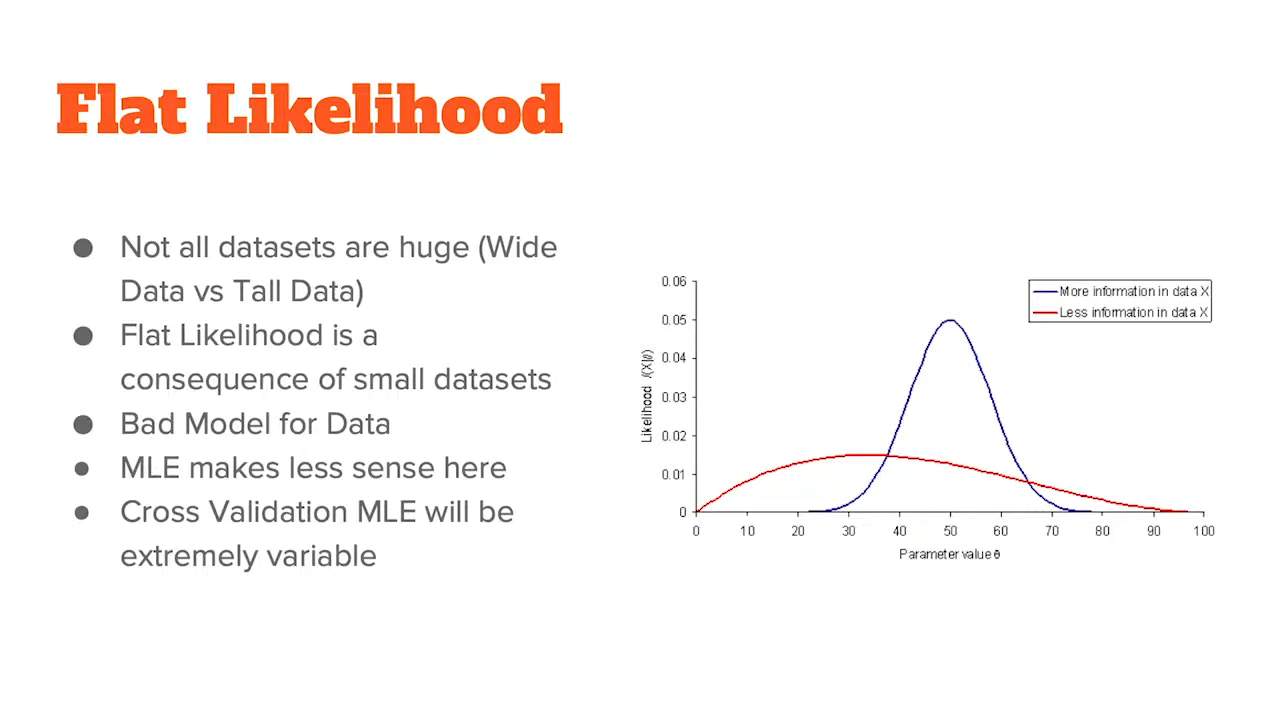 Flat Likelihood
● Not all datasets are huge (Wide
Data vs Tall Data)
● Flat Likelihood is a
consequence of small datasets
● Bad Model for Data
● MLE makes less sense here
● Cross Validation MLE will be
extremely variable
More information in data X
Less information in data X
Likelihood l(X|θ)
0.06
0.05
0.04
0.03
0.02
0.01
0
0 10 20 30 40 50 60 70 80 90 100
Parameter value θ